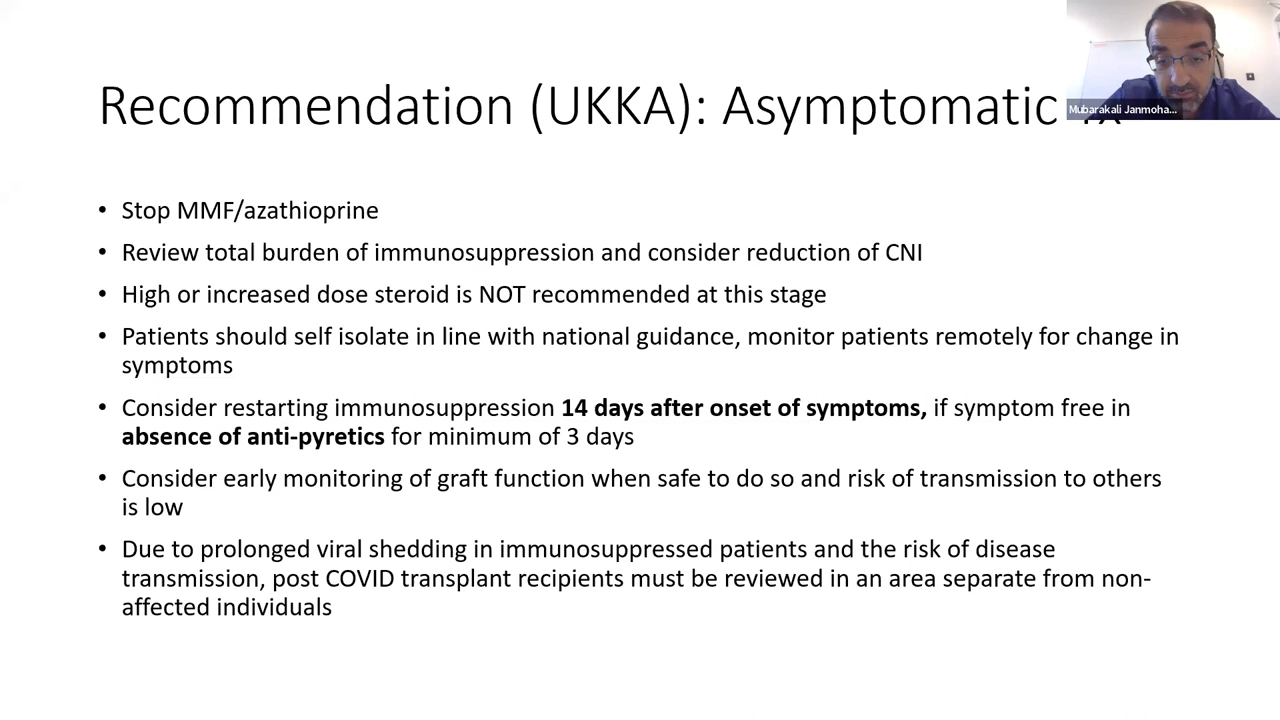 Recommendation (UKKA): Asymptomatic
Mubarakali Janmoha...
• Stop MMF/azathioprine
• Review total burden of immunosuppression and consider reduction of CNI
• High or increased dose steroid is NOT recommended at this stage
• Patients should self isolate in line with national guidance, monitor patients remotely for change in
symptoms
• Consider restarting immunosuppression 14 days after onset of symptoms, if symptom free in
absence of anti-pyretics for minimum of 3 days
• Consider early monitoring of graft function when safe to do so and risk of transmission to others
is low
• Due to prolonged viral shedding in immunosuppressed patients and the risk of disease
transmission, post COVID transplant recipients must be reviewed in an area separate from non-
affected individuals